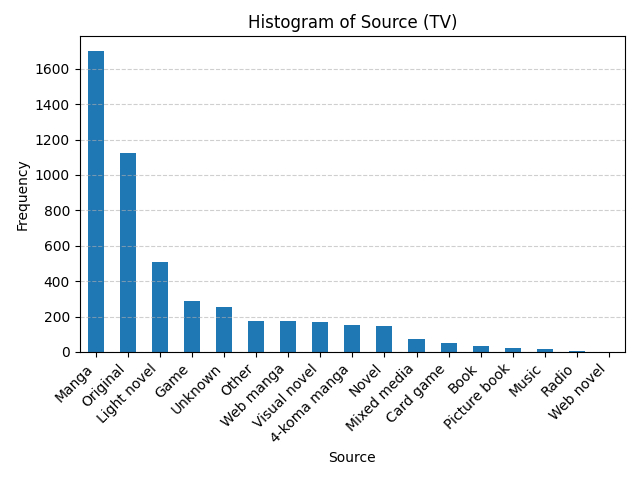 Histogram of Source (TV)
1600
1400
1200
1000
800
600
400
200
0
Frequency
Manga
Original
Light novel
Game
Unknown
Other
Web manga
Visual novel
4-koma manga
Novel
Mixed media
Card game
Book
Picture book
Music
Radio
Web novel
Source